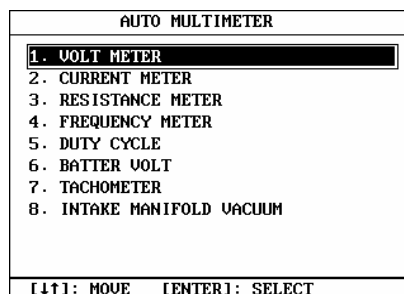 AUTO MULTIMETER
1. VOLT METER
2. CURRENT METER
3. RESISTANCE METER
4. FREQUENCY METER
5. DUTY CYCLE
6. BATTER VOLT
7. TACHOMETER
8. INTAKE MANIFOLD VACUUM
[↓↑]: MOVE [ENTER]: SELECT